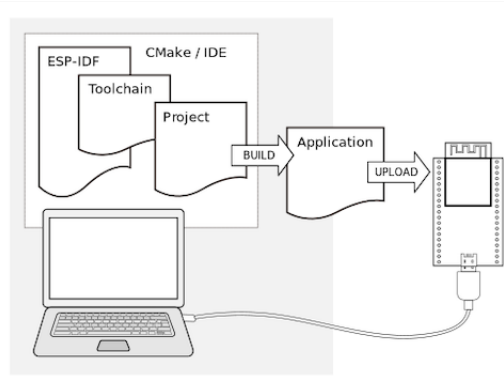 CMake / IDE
ESP-IDF
Toolchain
Project
BUILD
Application
UPLOAD